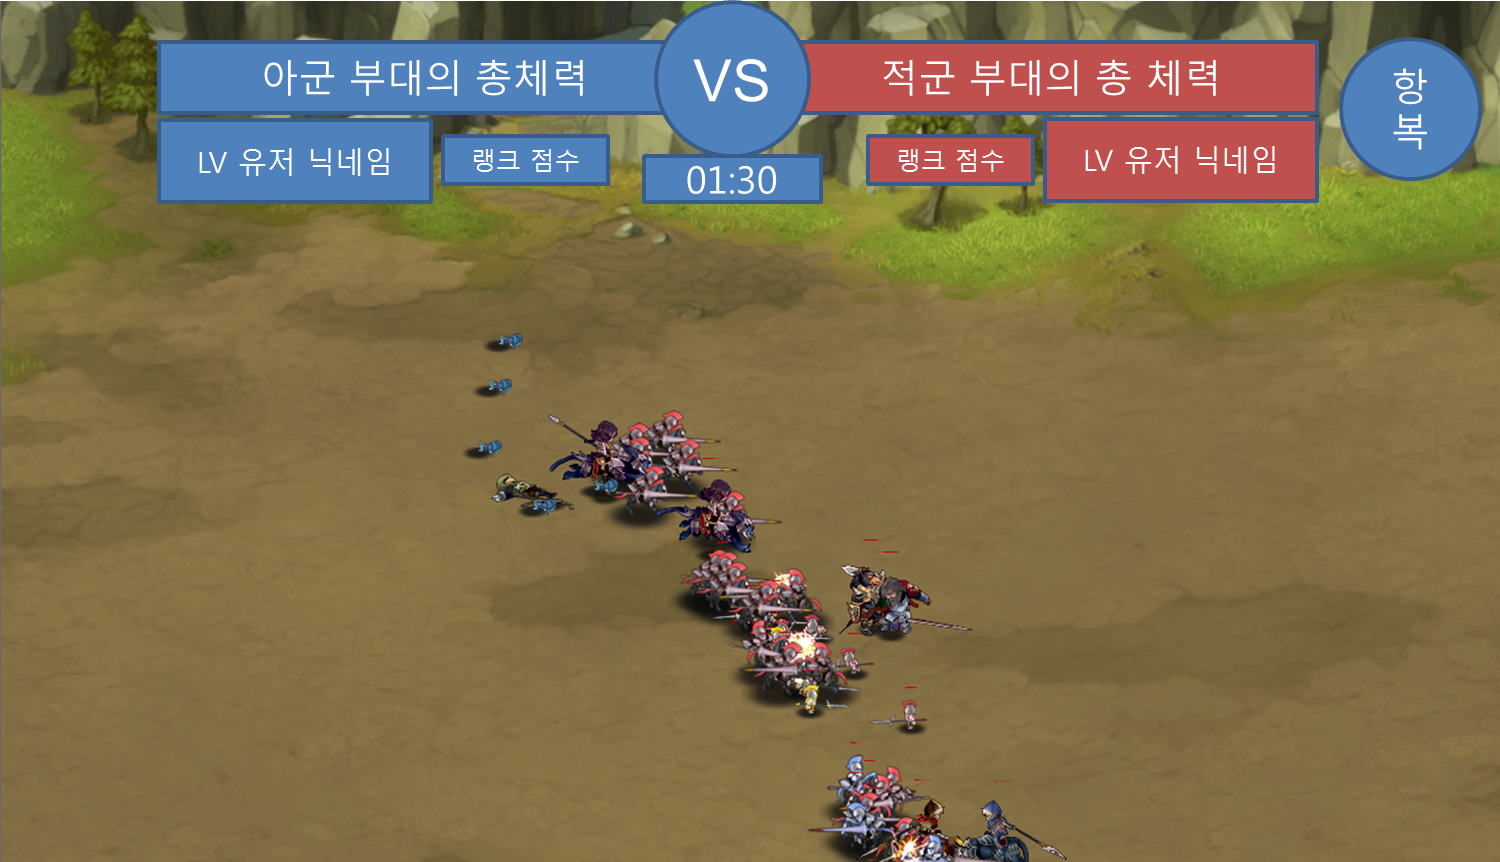 아군 부대의 총체력
VS
적군 부대의 총 체력
항
복
LV 유저 닉네임
랭크 점수
01:30
랭크 점수
LV 유저 닉네임